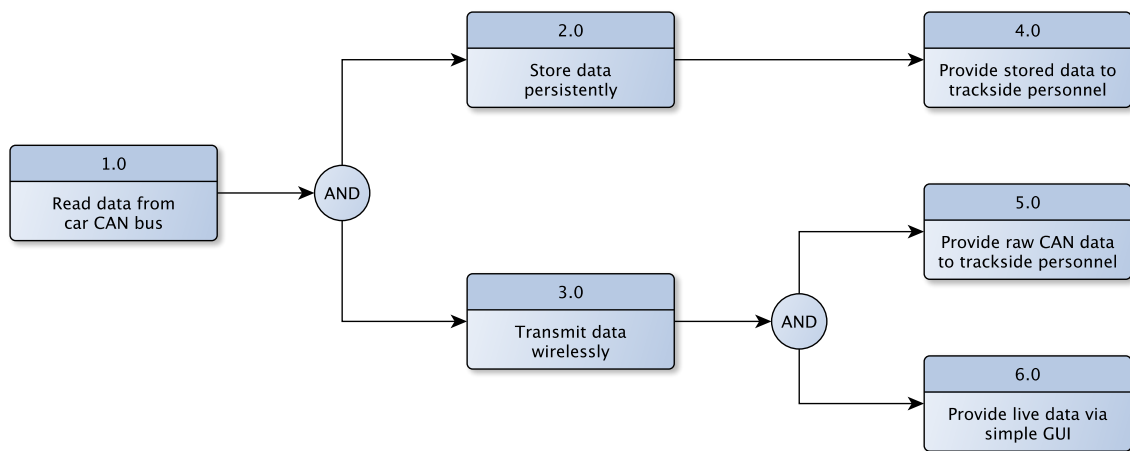 1.0
Read data from
car CAN bus
AND
2.0
Store data
persistently
3.0
Transmit data
wirelessly
AND
4.0
Provide stored data to
trackside personnel
5.0
Provide raw CAN data
to trackside personnel
6.0
Provide live data via
simple GUI